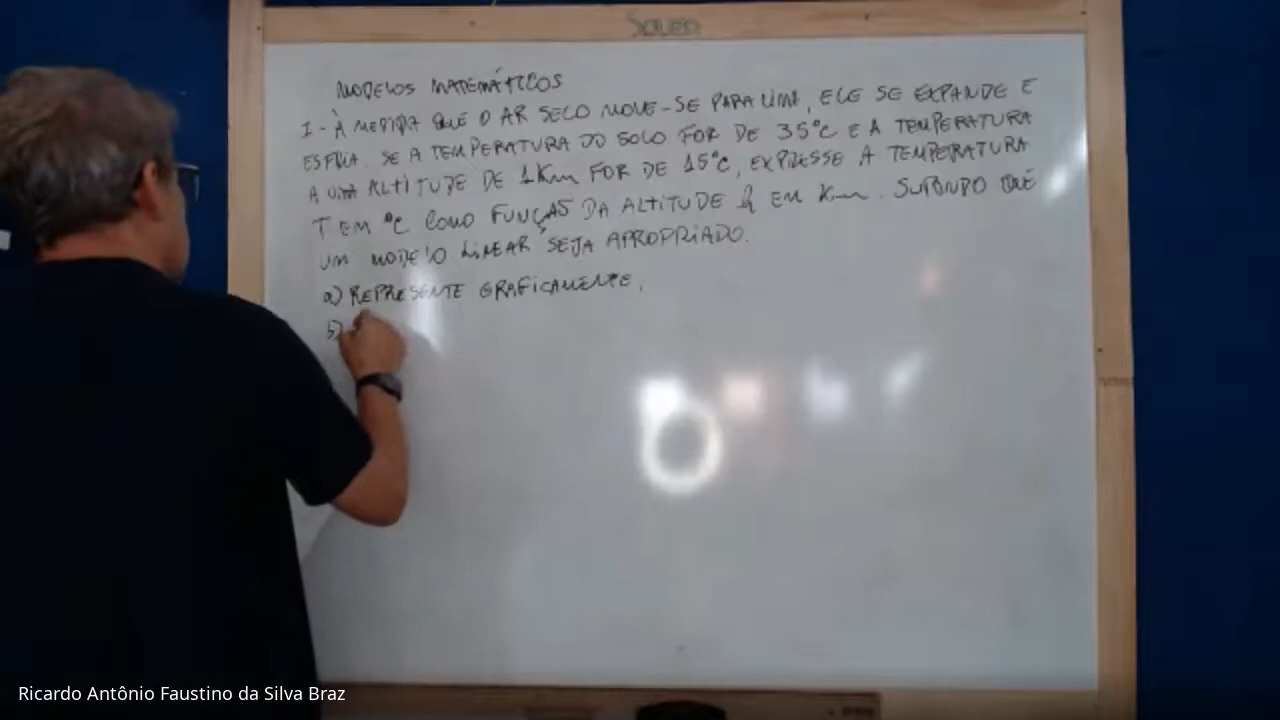 Sousen
MODELOS MATEMÁTICOS
1 - À MEDIDA QUE O AR SECO MOVE-SE PARA CIMA, ELE SE EXPANDE E
ESFRIA. SE A TEMPERATURA DO SOLO FOR DE 35°C E A TEMPERATURA
A UMA ALTITUDE DE 1Km FOR DE 15°C, EXPRESSE A TEMPERATURA
T EM °C COMO FUNÇÃO DA ALTITUDE h EM Km. SUPONDO QUE
UM MODELO LINEAR SEJA APROPRIADO.
a) REPRESENTE GRAFICAMENTE.
b)
Ricardo Antônio Faustino da Silva Braz